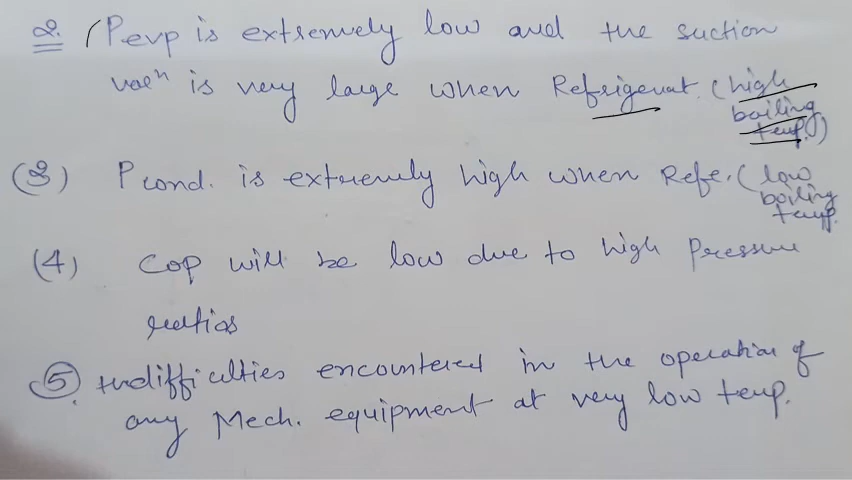 2. Pevp is extremely low and the suction
voln is very large when Refrigerant (high
boiling
temp.)
(3) Pcond. is extremely high when Refe. (low
boiling
temp.
(4) COP will be low due to high Pressure
ratios
(5) the difficulties encountered in the operation of
any Mech. equipment at very low temp.